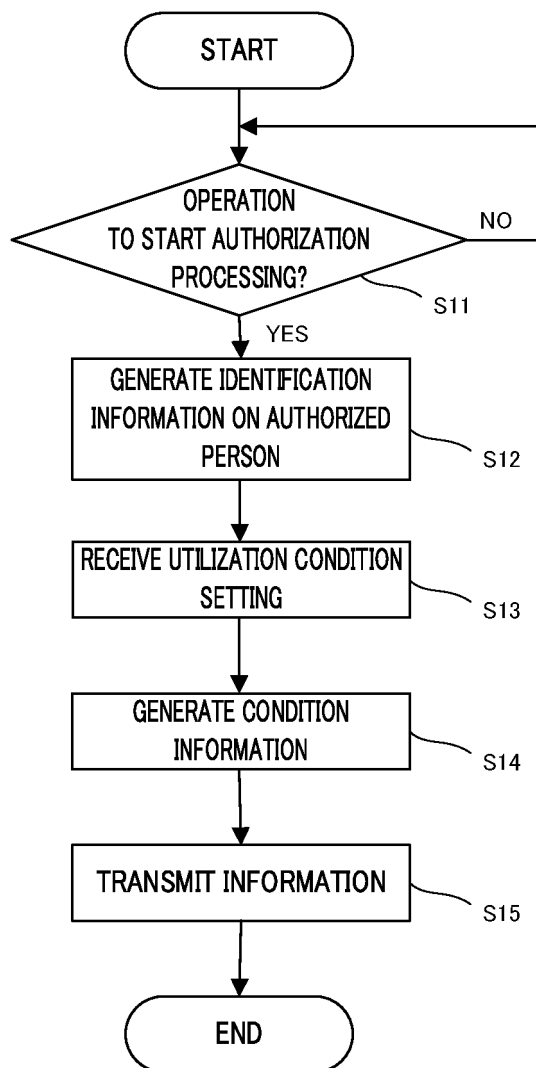 START
OPERATION
TO START AUTHORIZATION
PROCESSING?
NO
S11
YES
GENERATE IDENTIFICATION
INFORMATION ON AUTHORIZED
PERSON
S12
RECEIVE UTILIZATION CONDITION
SETTING
S13
GENERATE CONDITION
INFORMATION
S14
TRANSMIT INFORMATION
S15
END